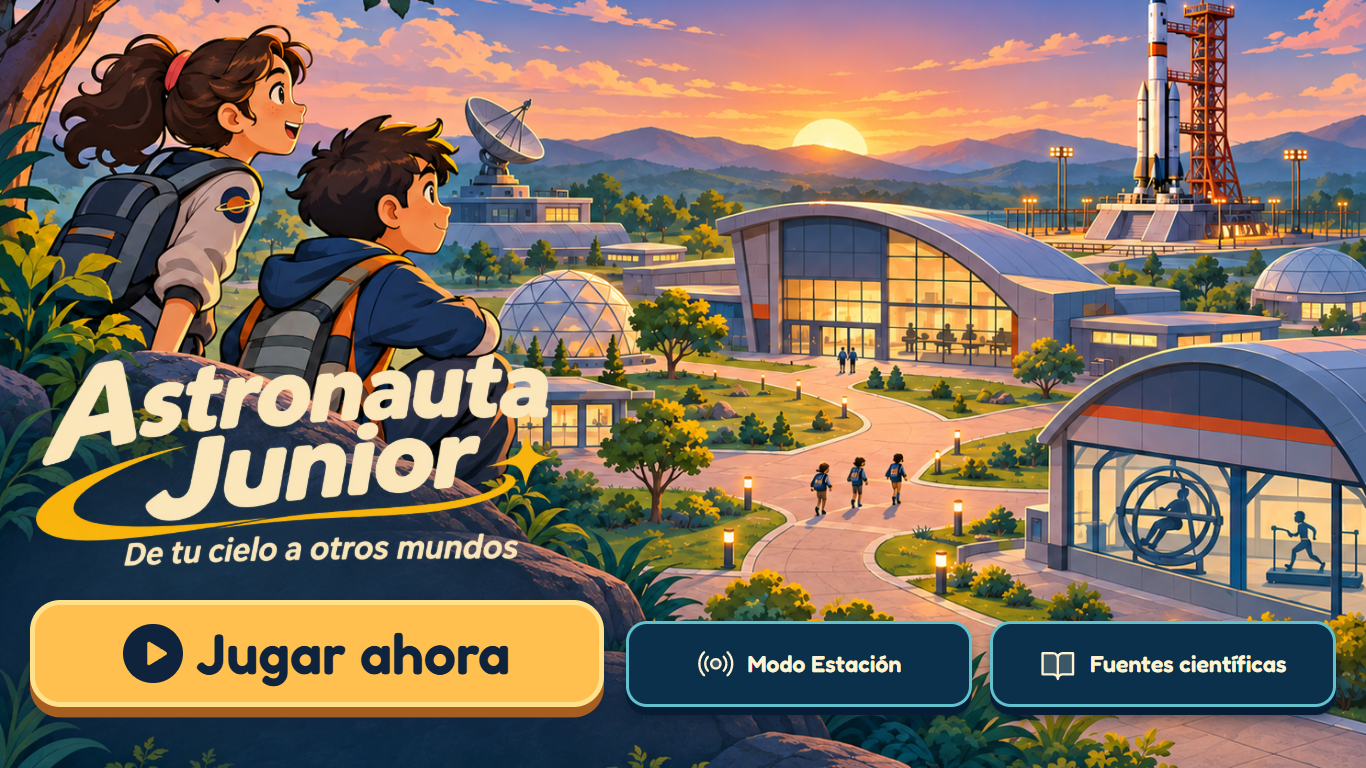 Astronauta
Junior
De tu cielo a otros mundos
Jugar ahora
Modo Estación
Fuentes científicas